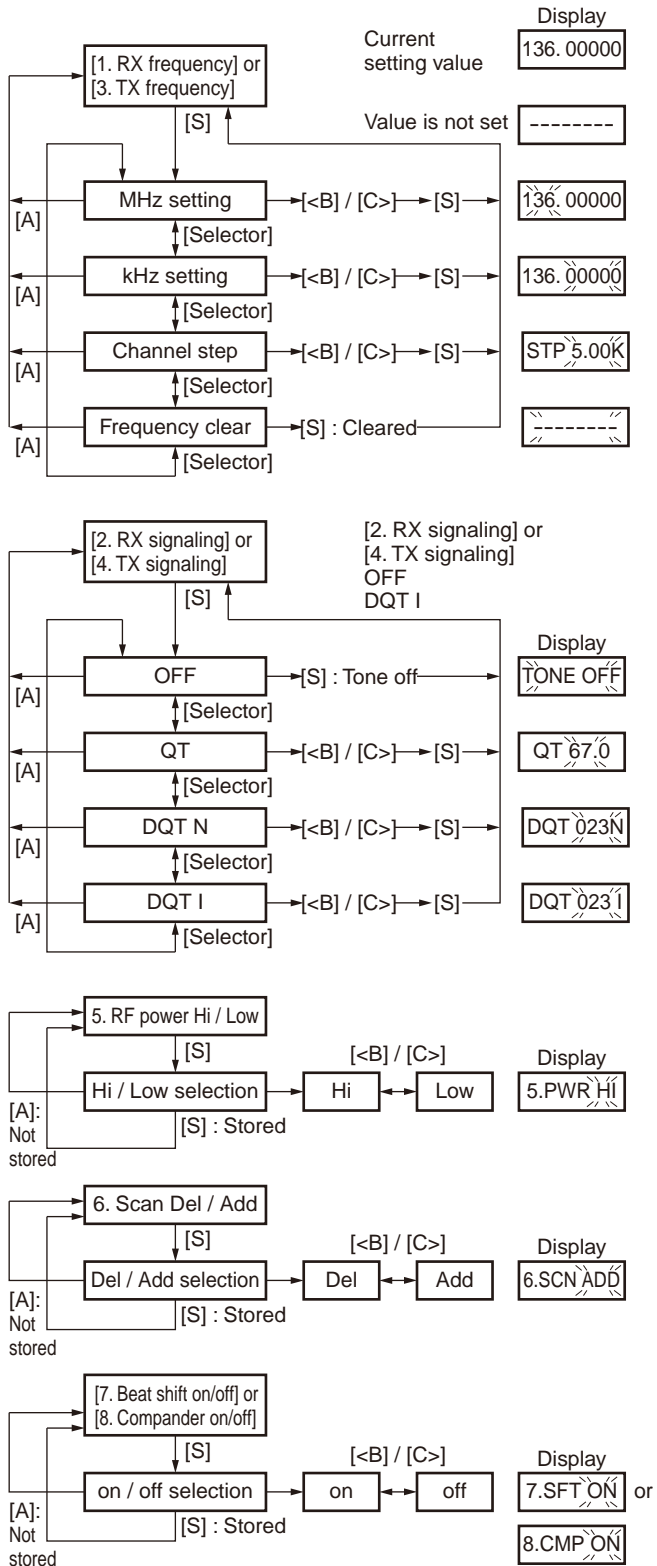 Display
Current
setting value
136. 00000
[1. RX frequency] or
[3. TX frequency]
[S]
Value is not set
--------
[A]
MHz setting
[<B] / [C>]
[S]
136. 00000
[Selector]
[A]
kHz setting
[<B] / [C>]
[S]
136. 00000
[Selector]
[A]
Channel step
[<B] / [C>]
[S]
STP 5.00K
[Selector]
[A]
Frequency clear
[S] : Cleared
--------
[Selector]
[2. RX signaling] or
[4. TX signaling]
[S]
[2. RX signaling] or
[4. TX signaling]
OFF
DQT I
Display
[A]
OFF
[S] : Tone off
TONE OFF
[Selector]
[A]
QT
[<B] / [C>]
[S]
QT 67.0
[Selector]
[A]
DQT N
[<B] / [C>]
[S]
DQT 023N
[Selector]
[A]
DQT I
[<B] / [C>]
[S]
DQT 023 I
[Selector]
5. RF power Hi / Low
[S]
[<B] / [C>]
Display
Hi / Low selection
Hi
Low
5.PWR HI
[A]:
Not
stored
[S] : Stored
6. Scan Del / Add
[S]
[<B] / [C>]
Display
Del / Add selection
Del
Add
6.SCN ADD
[A]:
Not
stored
[S] : Stored
[7. Beat shift on/off] or
[8. Compander on/off]
[S]
[<B] / [C>]
Display
on / off selection
on
off
7.SFT ON or
[A]:
Not
stored
[S] : Stored
8.CMP ON